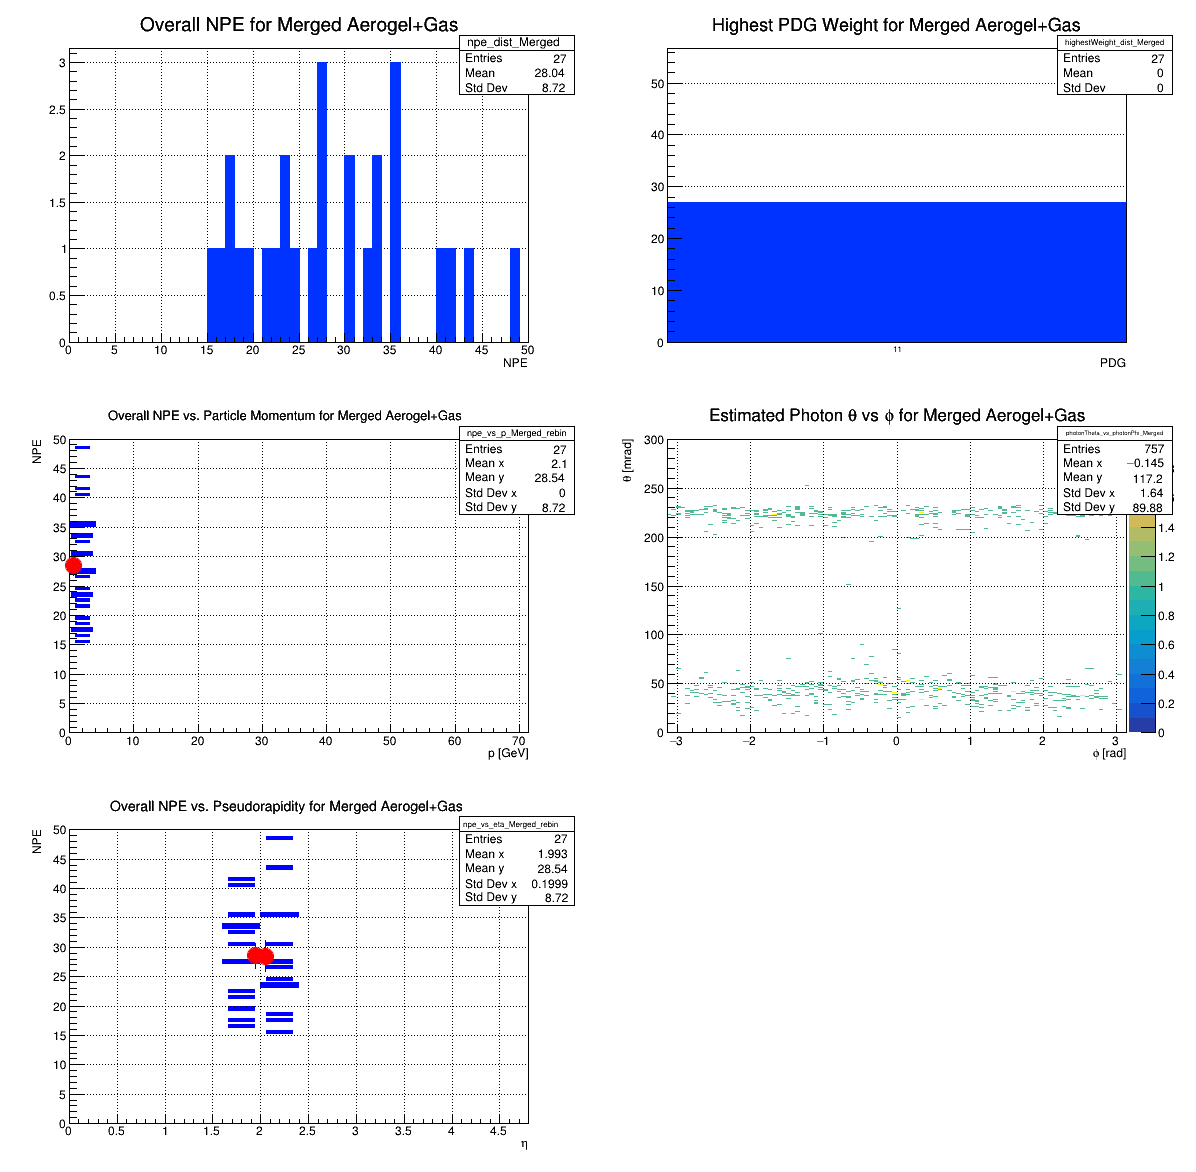 Overall NPE for Merged Aerogel+Gas
npe_dist_Merged
Entries 27
Mean 28.04
Std Dev 8.72
3
2.5
2
1.5
1
0.5
0
0 5 10 15 20 25 30 35 40 45 50
NPE
Highest PDG Weight for Merged Aerogel+Gas
highestWeight_dist_Merged
Entries 27
Mean 0
Std Dev 0
50
40
30
20
10
0
11
PDG
Overall NPE vs. Particle Momentum for Merged Aerogel+Gas
npe_vs_p_Merged_rebin
Entries 27
Mean x 2.1
Mean y 28.54
Std Dev x 0
Std Dev y 8.72
NPE
50
45
40
35
30
25
20
15
10
5
0
0 10 20 30 40 50 60 70
p [GeV]
Estimated Photon θ vs ϕ for Merged Aerogel+Gas
photonTheta_vs_photonPhi_Merged
Entries 757
Mean x −0.145
Mean y 117.2
Std Dev x 1.64
Std Dev y 89.88
θ [mrad]
300
250
200
150
100
50
0
−3 −2 −1 0 1 2 3
ϕ [rad]
1.4
1.2
1
0.8
0.6
0.4
0.2
0
Overall NPE vs. Pseudorapidity for Merged Aerogel+Gas
npe_vs_eta_Merged_rebin
Entries 27
Mean x 1.993
Mean y 28.54
Std Dev x 0.1999
Std Dev y 8.72
NPE
50
45
40
35
30
25
20
15
10
5
0
0 0.5 1 1.5 2 2.5 3 3.5 4 4.5
η